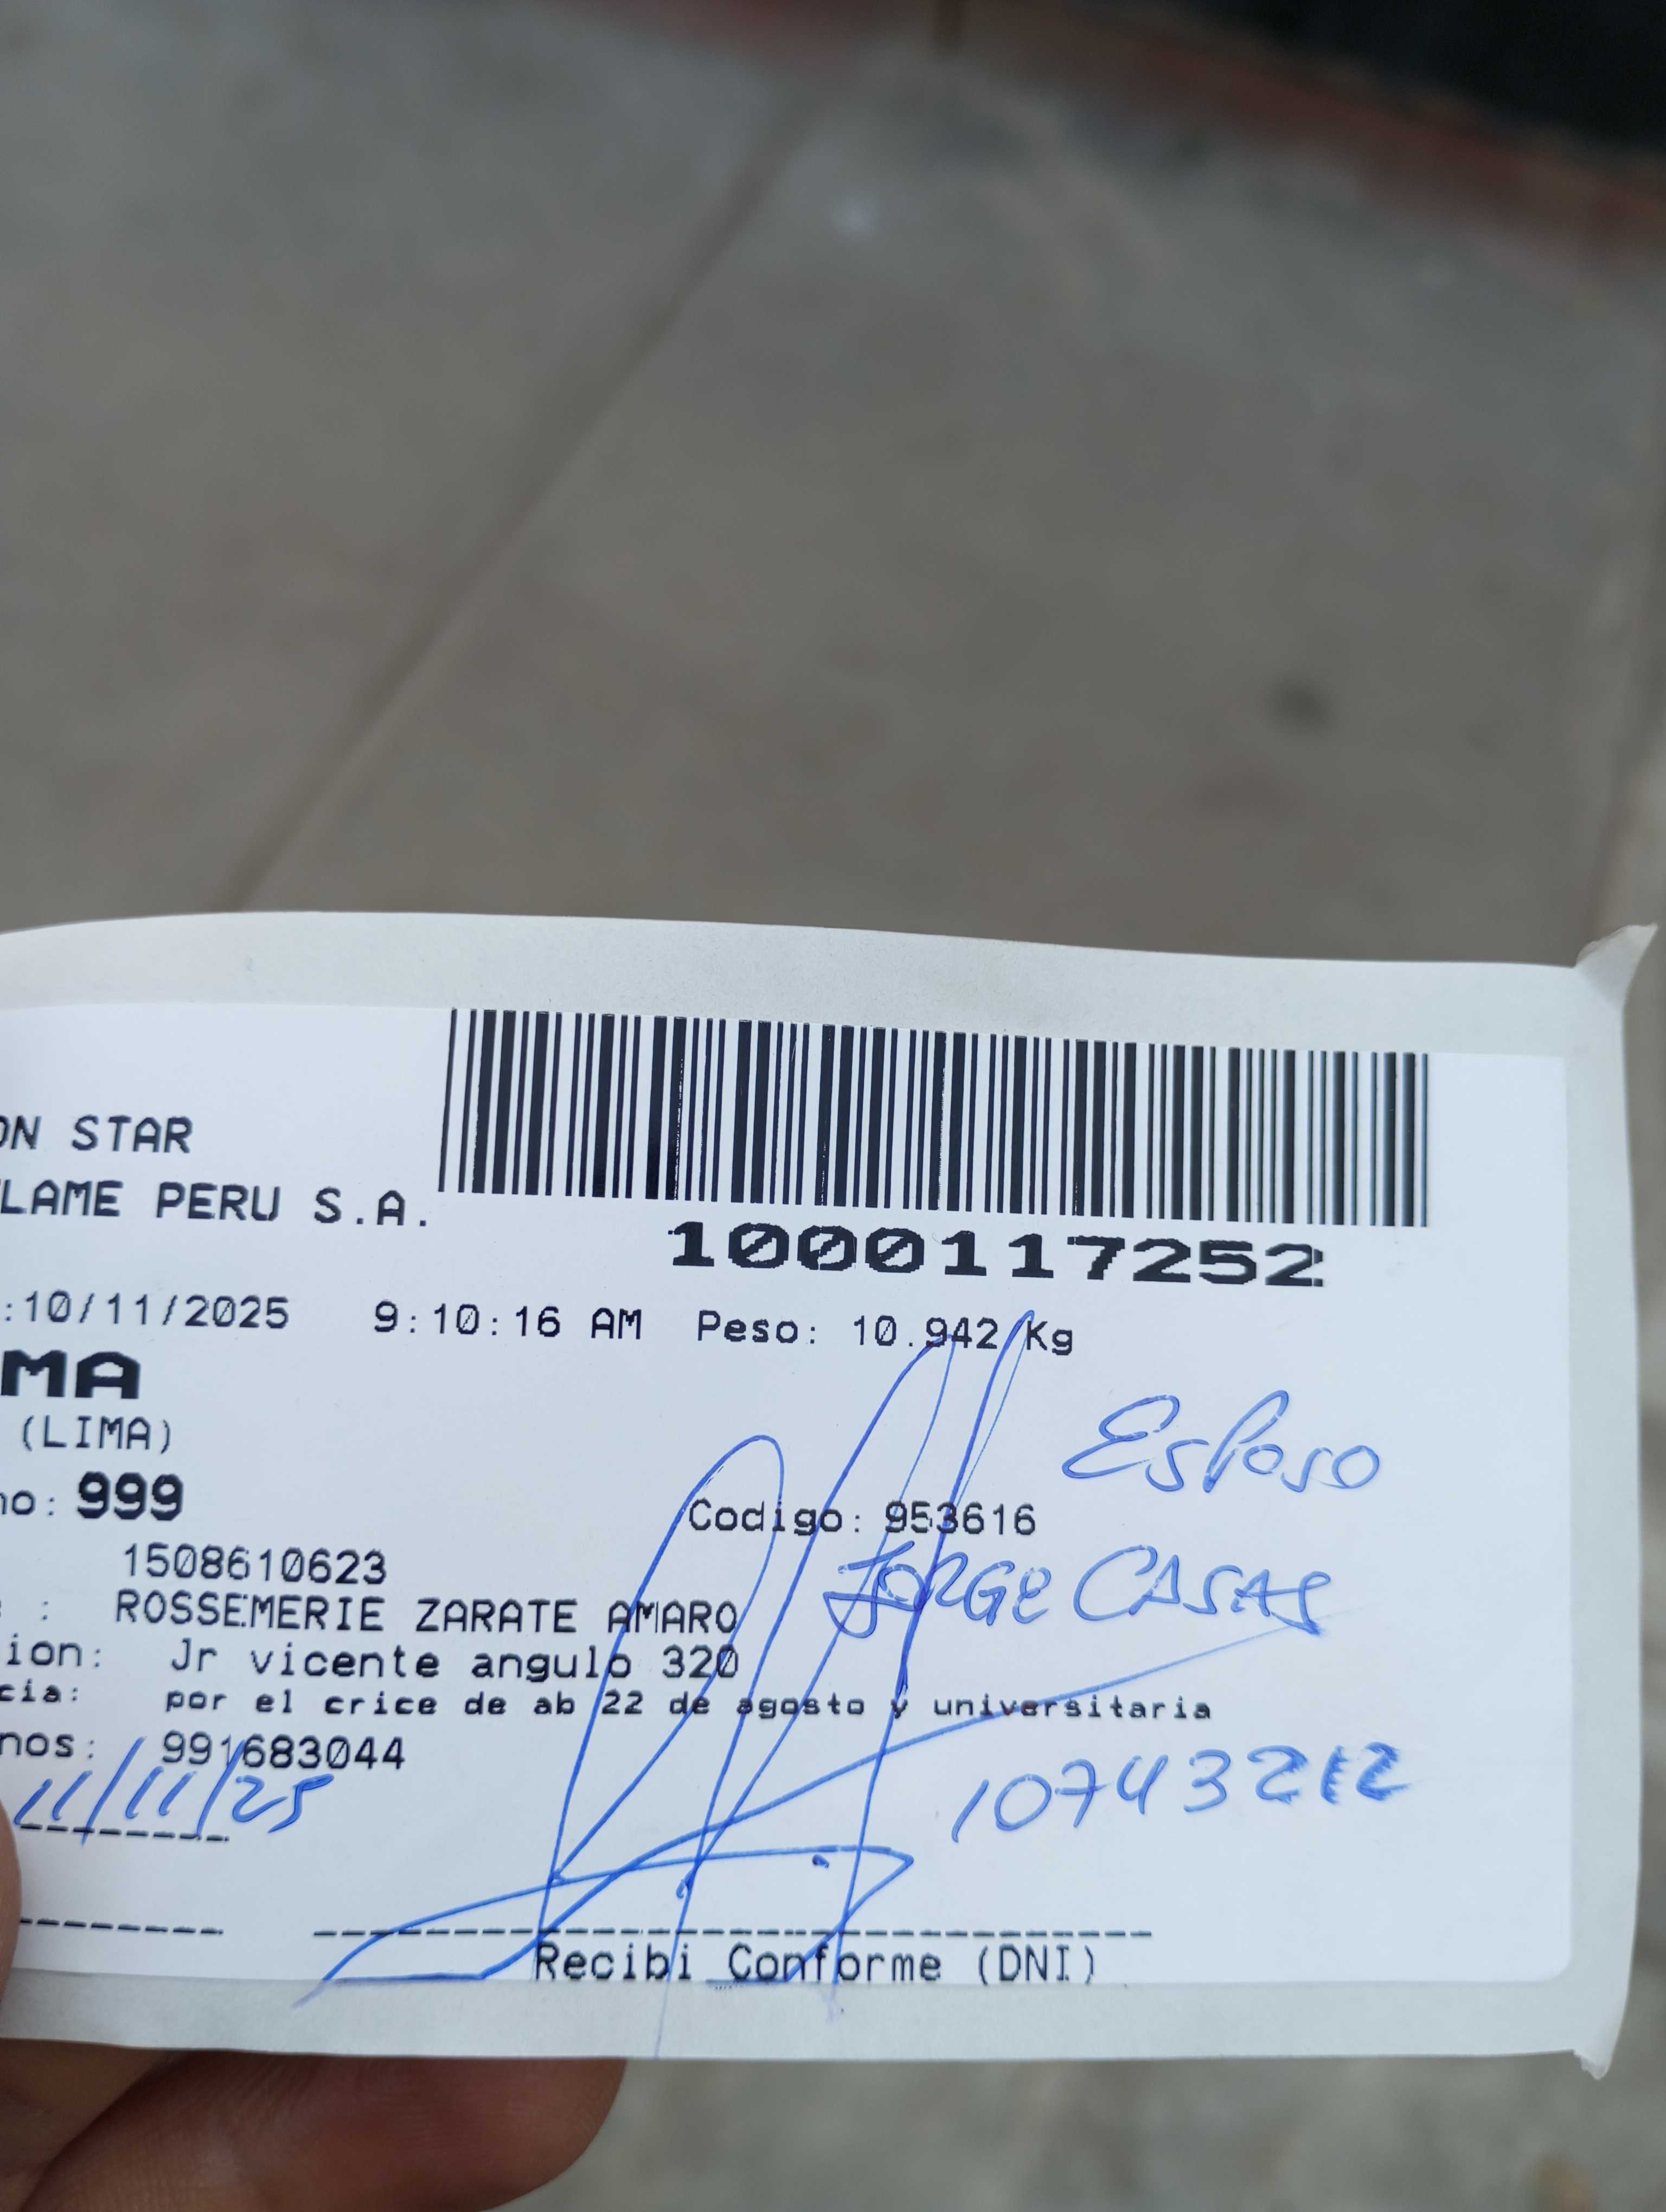 ON STAR
LAME PERU S.A.
1000117252
:10/11/2025 9:10:16 AM Peso: 10.942 Kg
MA
(LIMA)
Esposo
no: 999
Codigo: 953616
1508610623
JORGE CASAS
: ROSSEMERIE ZARATE AMARO
ion: Jr vicente angulo 320
cia: por el crice de ab 22 de agosto y universitaria
nos: 991683044
11/11/25
10743212
Recibi Conforme (DNI)